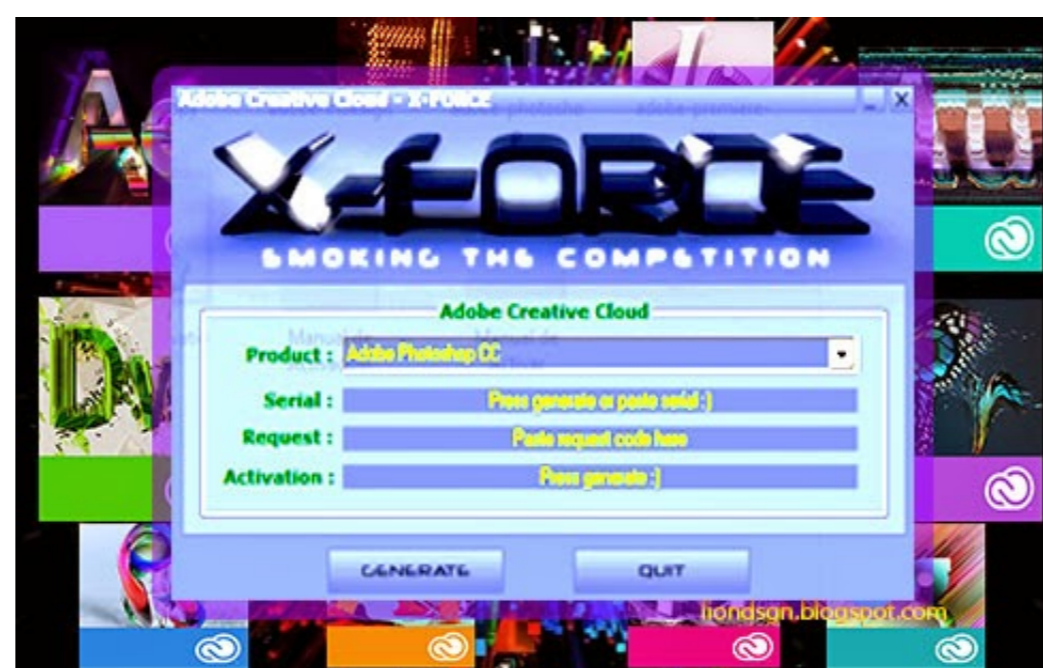 Adobe Creative Cloud - X-FORCE
X-FORCE
SMOKING THE COMPETITION
Adobe Creative Cloud
Product : Adobe Photoshop CC
Serial : Press generate or paste serial :)
Request : Paste request code here
Activation : Press generate :)
GENERATE QUIT
liondsgn.blogspot.com